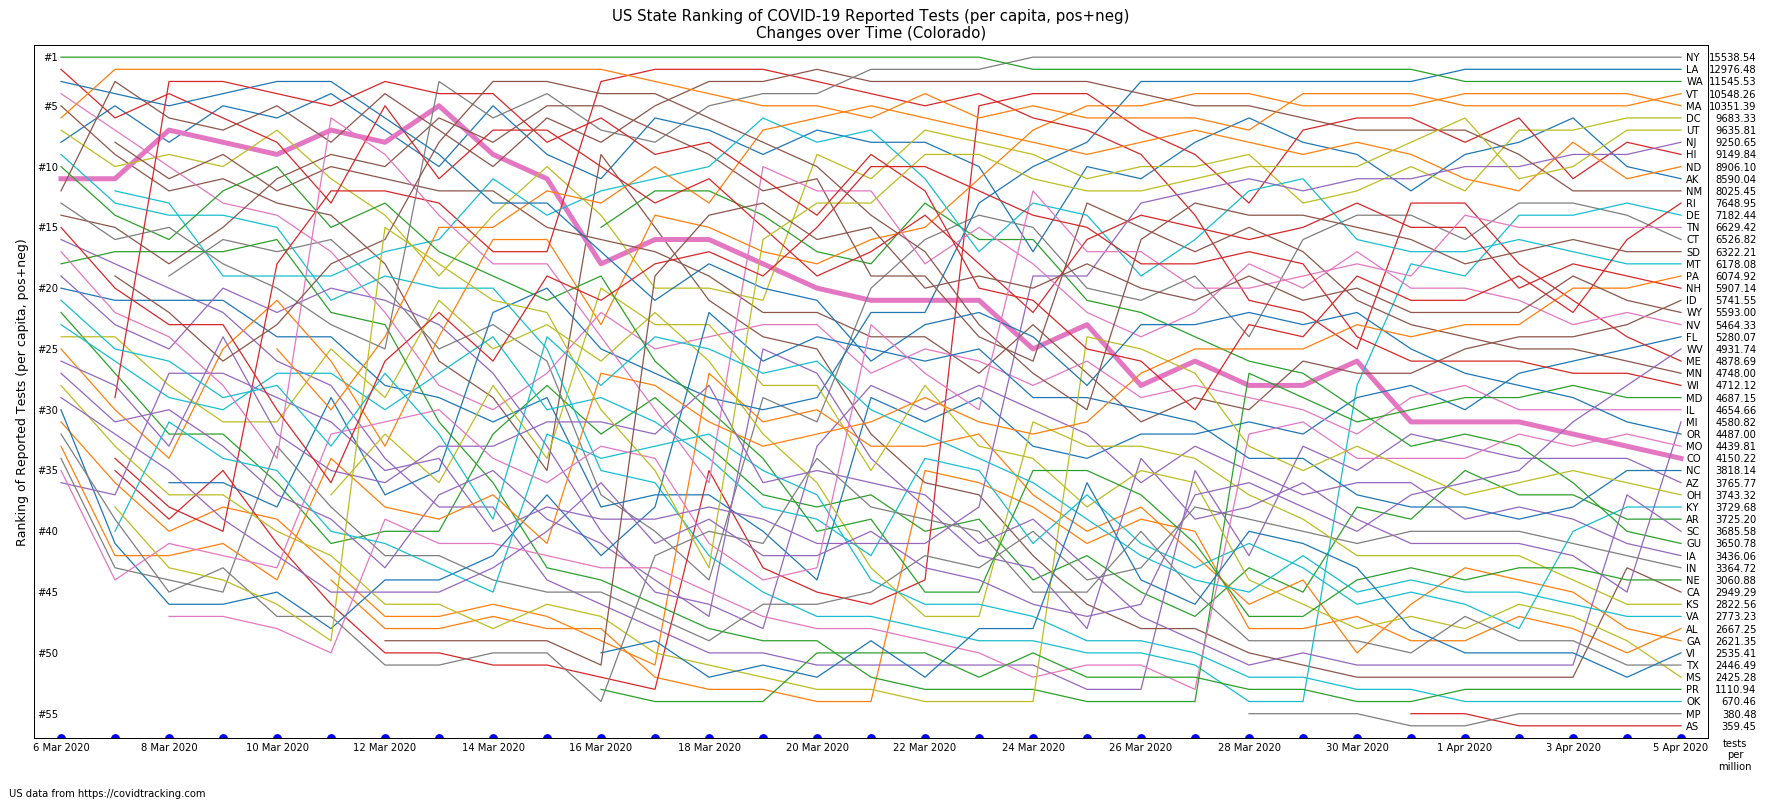 US State Ranking of COVID-19 Reported Tests (per capita, pos+neg)
Changes over Time (Colorado)
Ranking of Reported Tests (per capita, pos+neg)
#1
#5
#10
#15
#20
#25
#30
#35
#40
#45
#50
#55
NY 15538.54
LA 12976.48
WA 11545.53
VT 10548.26
MA 10351.39
DC 9683.33
UT 9635.81
NJ 9250.65
HI 9149.84
ND 8906.10
AK 8590.04
NM 8025.45
RI 7648.95
DE 7182.44
TN 6629.42
CT 6526.82
SD 6322.21
MT 6178.08
PA 6074.92
NH 5907.14
ID 5741.55
WY 5593.00
NV 5464.33
FL 5280.07
WV 4931.74
ME 4878.69
MN 4748.00
WI 4712.12
MD 4687.15
IL 4654.66
MI 4580.82
OR 4487.00
MO 4439.81
CO 4150.22
NC 3818.14
AZ 3765.77
OH 3743.32
KY 3729.68
AR 3725.20
SC 3685.58
GU 3650.78
IA 3436.06
IN 3364.72
NE 3060.88
CA 2949.29
KS 2822.56
VA 2773.23
AL 2667.25
GA 2621.35
VI 2535.41
TX 2446.49
MS 2425.28
PR 1110.94
OK 670.46
MP 380.48
AS 359.45
6 Mar 2020 8 Mar 2020 10 Mar 2020 12 Mar 2020 14 Mar 2020 16 Mar 2020 18 Mar 2020 20 Mar 2020 22 Mar 2020 24 Mar 2020 26 Mar 2020 28 Mar 2020 30 Mar 2020 1 Apr 2020 3 Apr 2020 5 Apr 2020
tests
per
million
US data from https://covidtracking.com